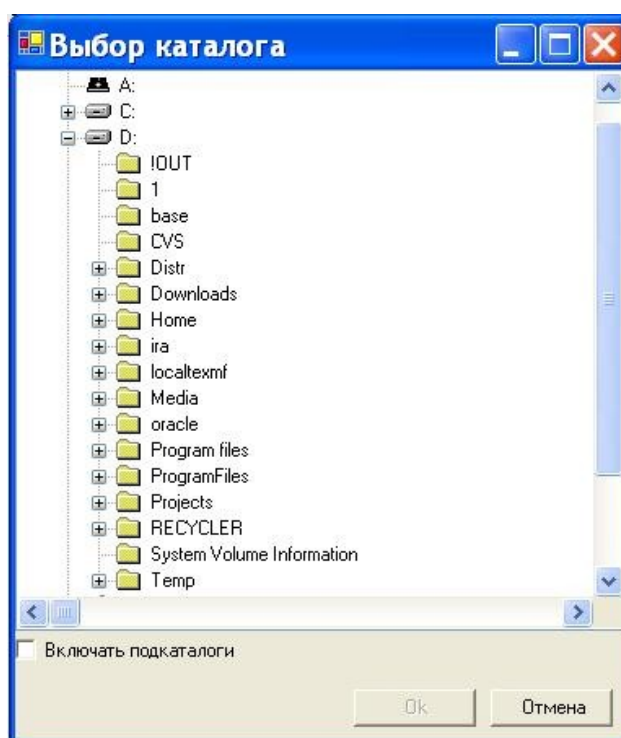 Выбор каталога
A:
C:
D:
!OUT
1
base
CVS
Distr
Downloads
Home
ira
localtexmf
Media
oracle
Program files
ProgramFiles
Projects
RECYCLER
System Volume Information
Temp
Включать подкаталоги
Ok
Отмена